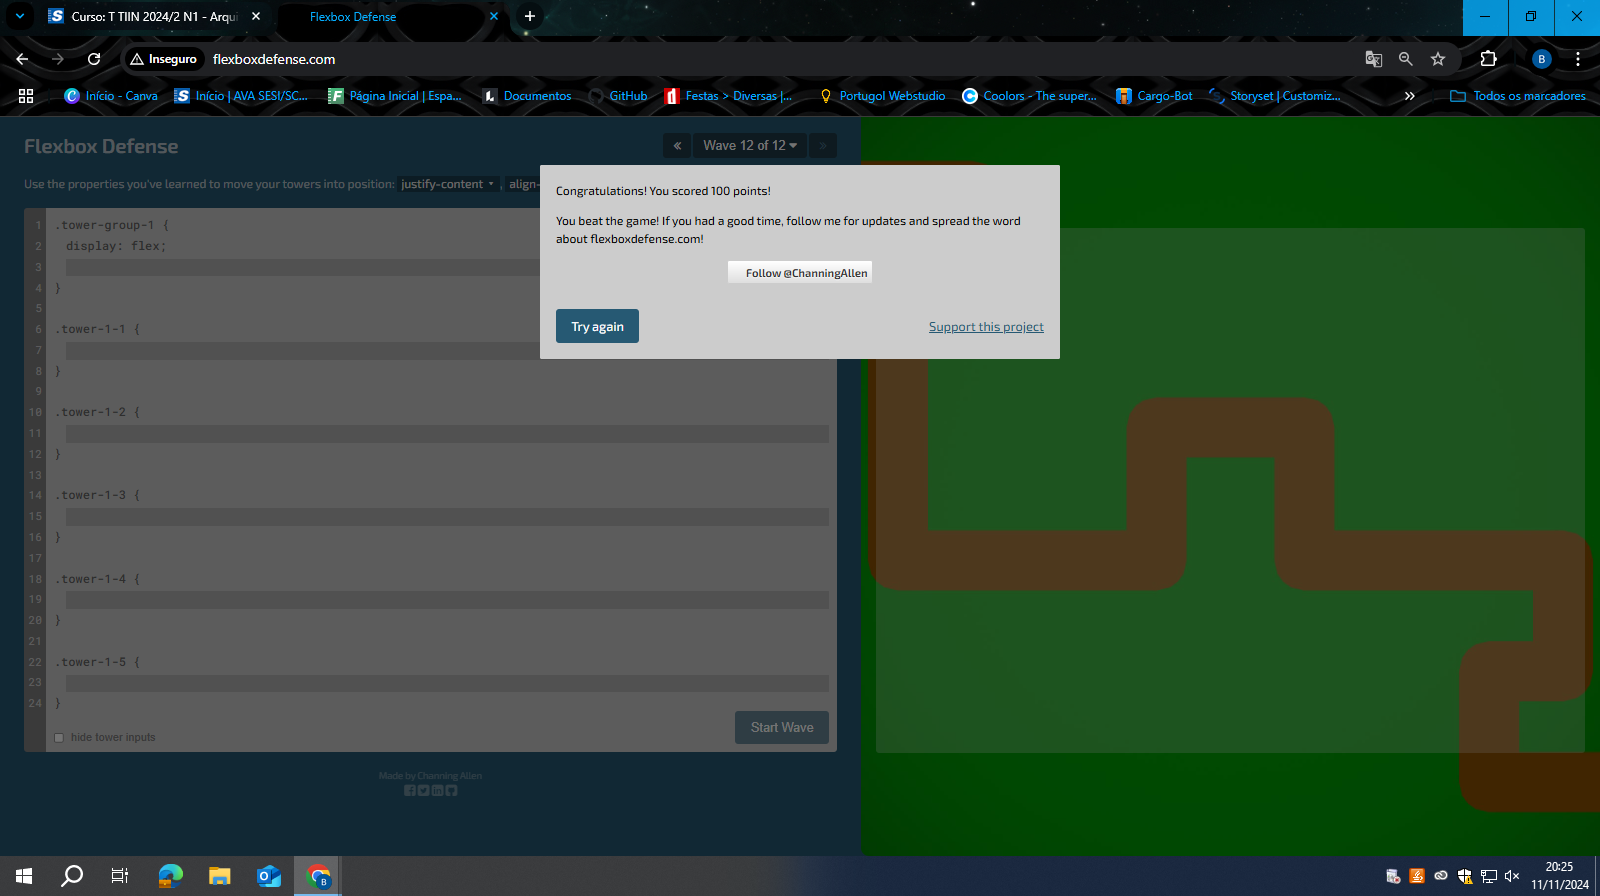 Curso: T TIIN 2024/2 N1 - Arqui
Flexbox Defense
Inseguro
flexboxdefense.com
B
Início - Canva
Início | AVA SESI/SC...
Página Inicial | Espa...
Documentos
GitHub
Festas > Diversas |...
Portugol Webstudio
Coolors - The super...
Cargo-Bot
Storyset | Customiz...
Todos os marcadores
Flexbox Defense
« Wave 12 of 12 »
Use the properties you've learned to move your towers into position: justify-content , align-
Congratulations! You scored 100 points!
You beat the game! If you had a good time, follow me for updates and spread the word
about flexboxdefense.com!
Follow @ChanningAllen
Try again
Support this project
1 .tower-group-1 {
2 display: flex;
3
4 }
5
6 .tower-1-1 {
7
8 }
9
10 .tower-1-2 {
11
12 }
13
14 .tower-1-3 {
15
16 }
17
18 .tower-1-4 {
19
20 }
21
22 .tower-1-5 {
23
24 }
hide tower inputs
Start Wave
Made by Channing Allen
20:25
11/11/2024